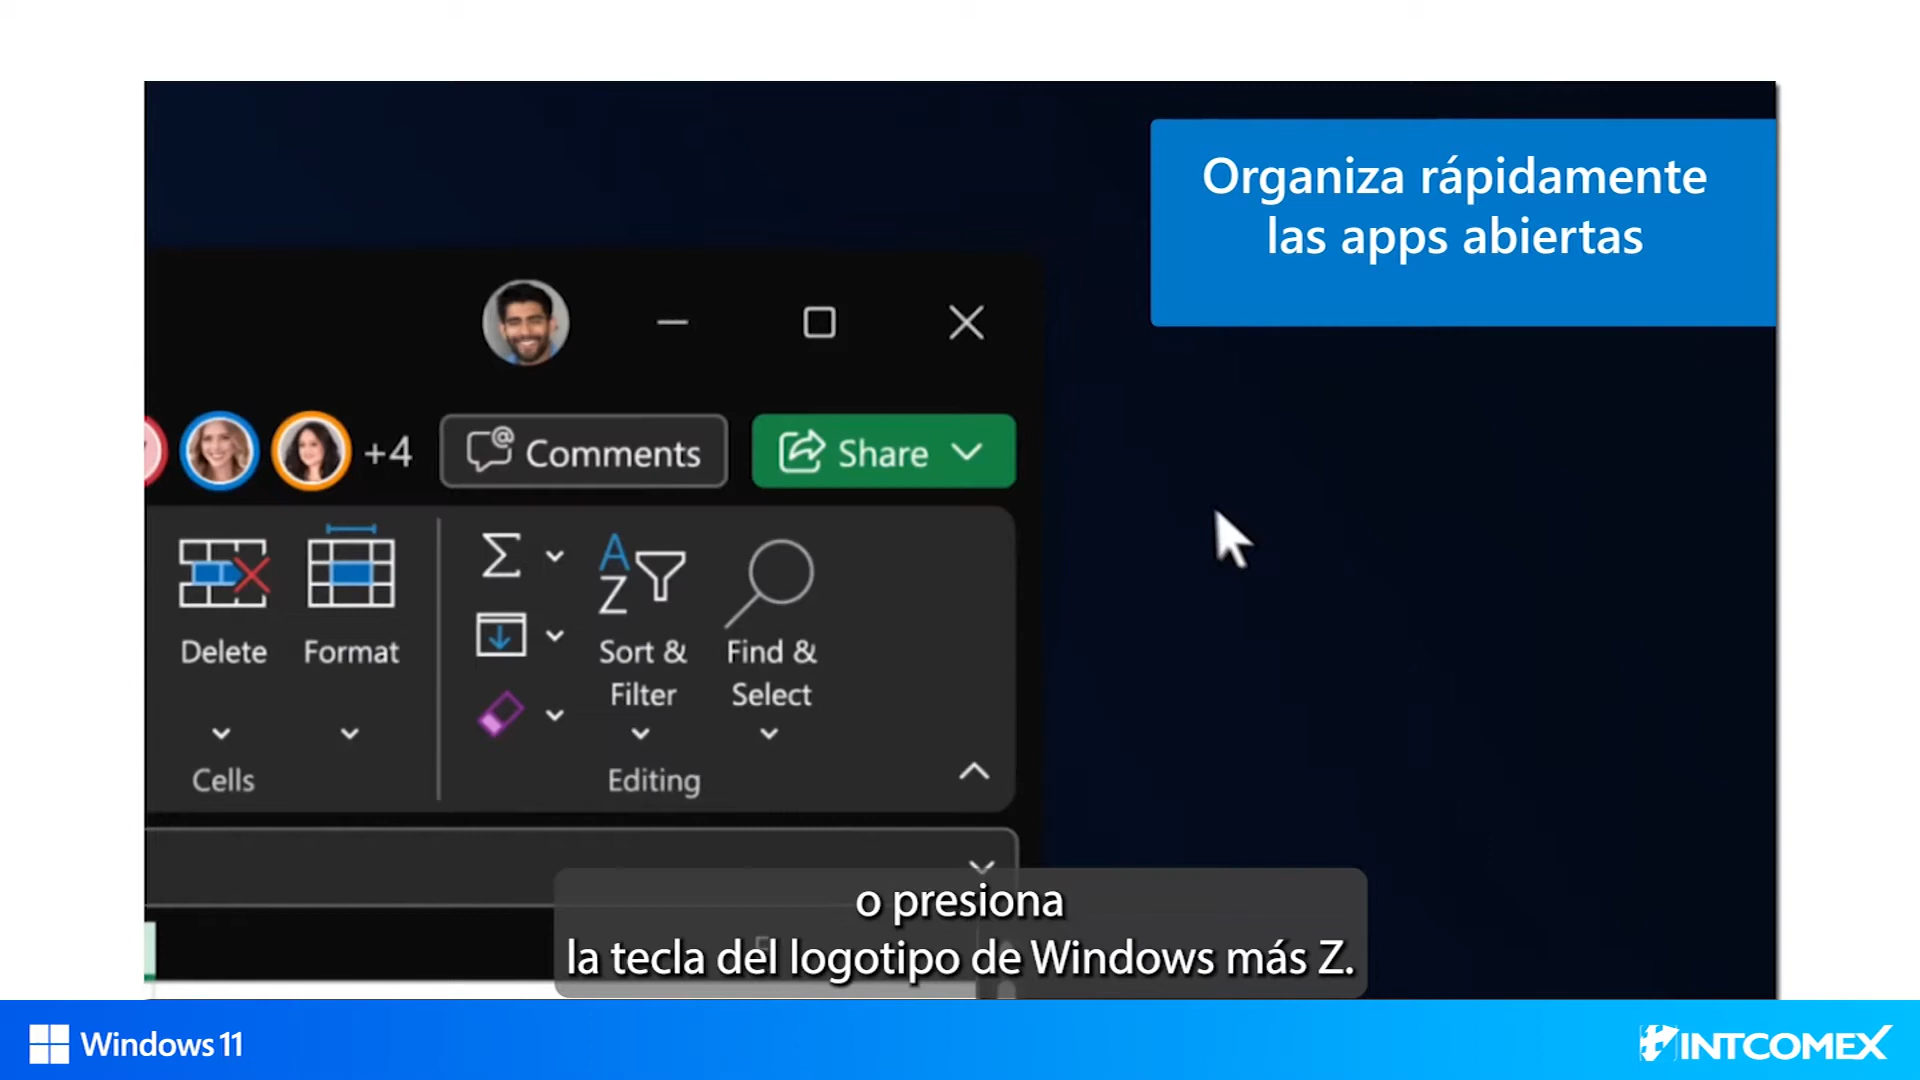 Organiza rápidamente
las apps abiertas
+4
Comments
Share
Delete
Format
Sort &
Filter
Find &
Select
Cells
Editing
o presiona
la tecla del logotipo de Windows más Z.
Windows 11
INTCOMEX